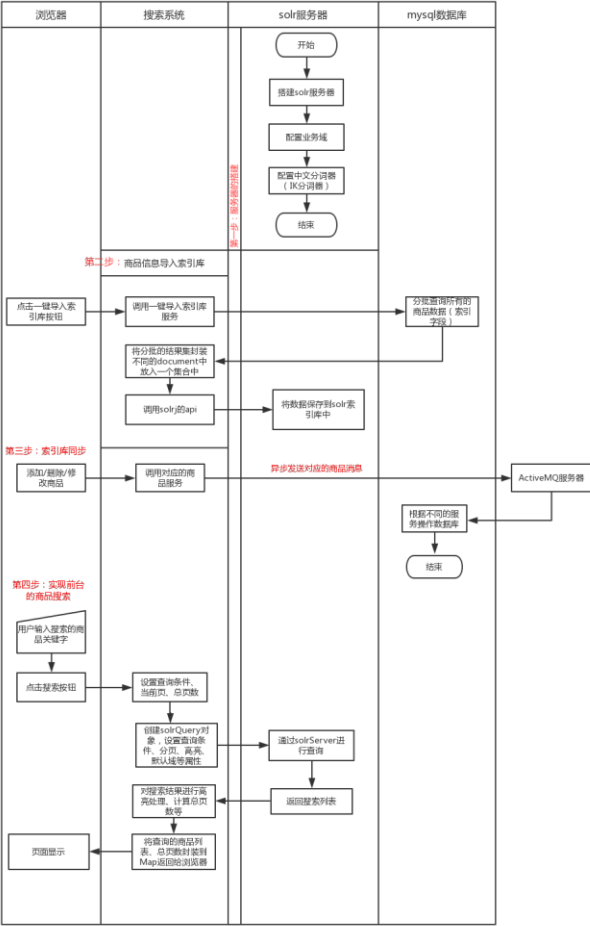 浏览器
搜索系统
solr服务器
mysql数据库
开始
搭建solr服务器
配置业务域
配置中文分词器
（IK分词器）
结束
第一步：服务器的搭建
第二步：
商品信息导入索引库
点击一键导入索
引库按钮
调用一键导入索引库
服务
分批查询所有的
商品数据（索引
字段）
将分批的结果集封装
不同的document中
放入一个集合中
调用solrj的api
将数据保存到solr索
引库中
第三步：索引库同步
添加/删除/修
改商品
调用对应的商
品服务
异步发送对应的商品消息
ActiveMQ服务器
根据不同的服
务操作数据库
结束
第四步：实现前台
的商品搜索
用户输入搜索的商
品关键字
点击搜索按钮
设置查询条件、
当前页、总页数
创建solrQuery对
象，设置查询条
件、分页、高亮、
默认域等属性
通过solrServer进
行查询
返回搜索列表
对搜索结果进行高
亮处理、计算总页
数等
将查询的商品列
表、总页数封装到
Map返回给浏览器
页面显示